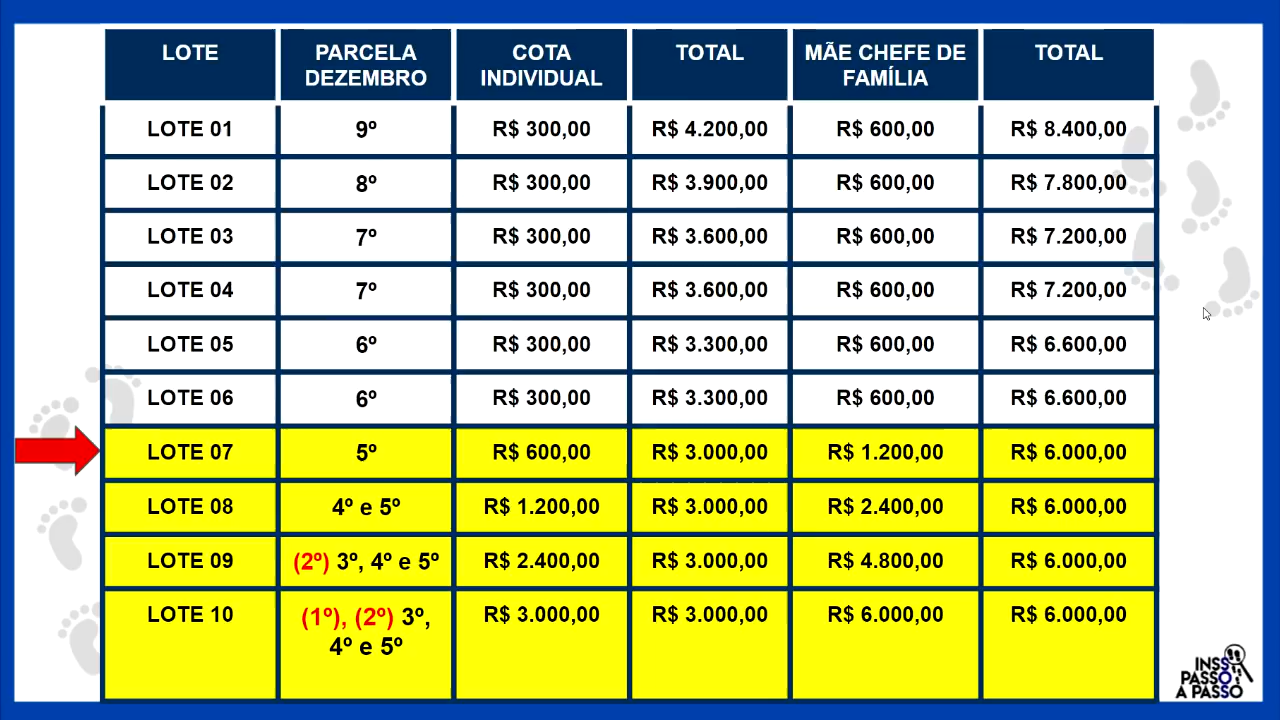 LOTE PARCELA DEZEMBRO COTA INDIVIDUAL TOTAL MÃE CHEFE DE FAMÍLIA TOTAL
LOTE 01 9º R$ 300,00 R$ 4.200,00 R$ 600,00 R$ 8.400,00
LOTE 02 8º R$ 300,00 R$ 3.900,00 R$ 600,00 R$ 7.800,00
LOTE 03 7º R$ 300,00 R$ 3.600,00 R$ 600,00 R$ 7.200,00
LOTE 04 7º R$ 300,00 R$ 3.600,00 R$ 600,00 R$ 7.200,00
LOTE 05 6º R$ 300,00 R$ 3.300,00 R$ 600,00 R$ 6.600,00
LOTE 06 6º R$ 300,00 R$ 3.300,00 R$ 600,00 R$ 6.600,00
LOTE 07 5º R$ 600,00 R$ 3.000,00 R$ 1.200,00 R$ 6.000,00
LOTE 08 4º e 5º R$ 1.200,00 R$ 3.000,00 R$ 2.400,00 R$ 6.000,00
LOTE 09 (2º) 3º, 4º e 5º R$ 2.400,00 R$ 3.000,00 R$ 4.800,00 R$ 6.000,00
LOTE 10 (1º), (2º) 3º, 4º e 5º R$ 3.000,00 R$ 3.000,00 R$ 6.000,00 R$ 6.000,00
INSS
PASSO
A PASSO